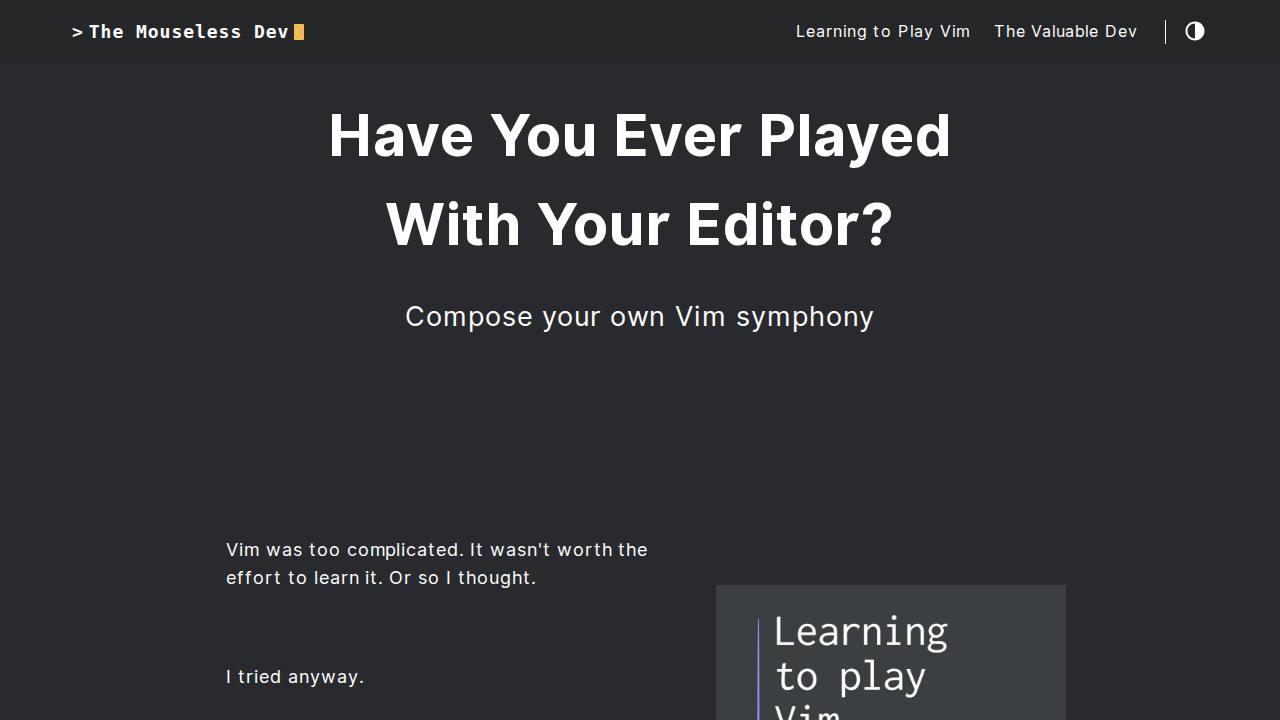 > The Mouseless Dev
Learning to Play Vim
The Valuable Dev
Have You Ever Played
With Your Editor?
Compose your own Vim symphony
Vim was too complicated. It wasn't worth the
effort to learn it. Or so I thought.
I tried anyway.
Learning
to play
Vim